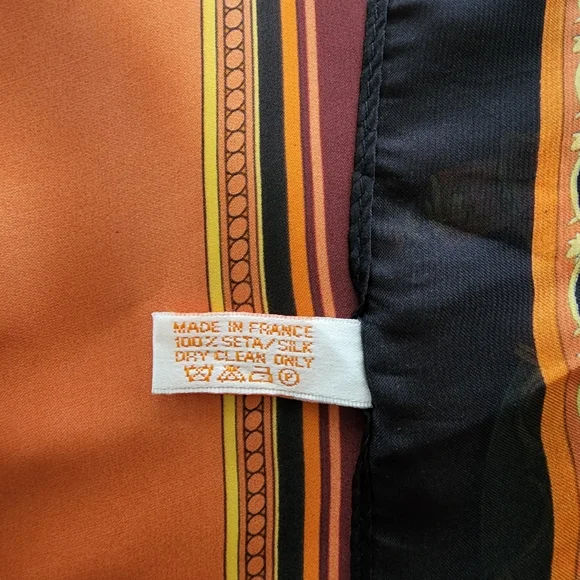 MADE IN FRANCE
100% SETA/SILK
DRY CLEAN ONLY
P